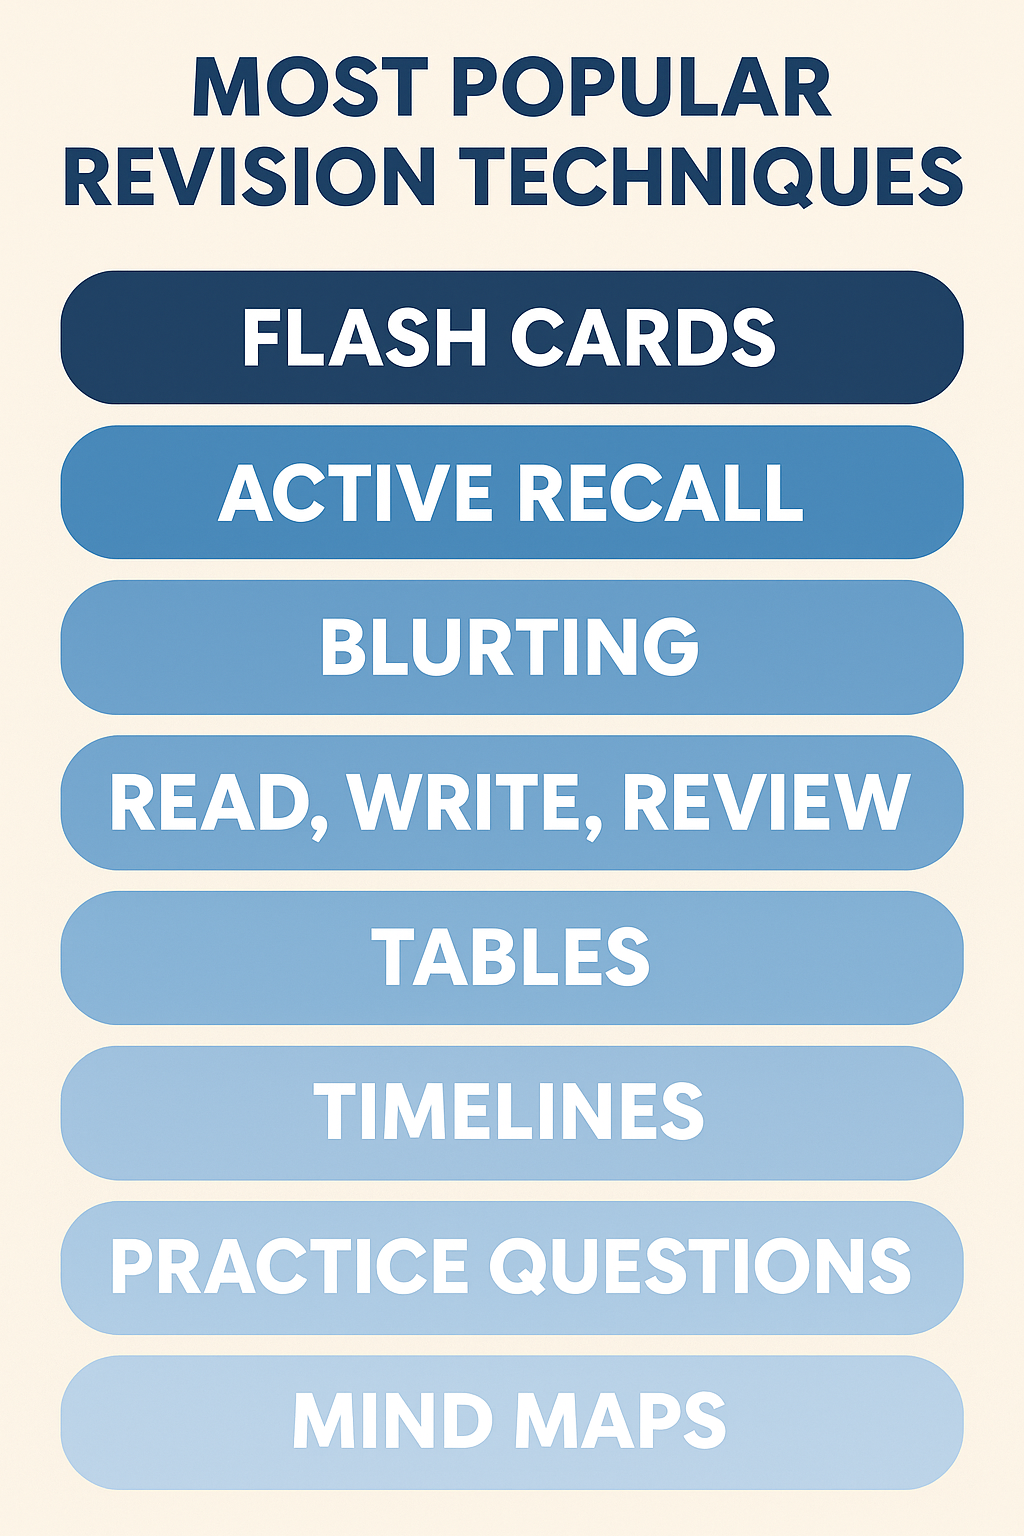 MOST POPULAR
REVISION TECHNIQUES
FLASH CARDS
ACTIVE RECALL
BLURTING
READ, WRITE, REVIEW
TABLES
TIMELINES
PRACTICE QUESTIONS
MIND MAPS